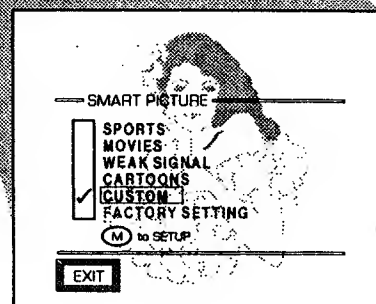 SMART PICTURE
SPORTS
MOVIES
WEAK SIGNAL
CARTOONS
CUSTOM
FACTORY SETTING
M to SETUP
EXIT